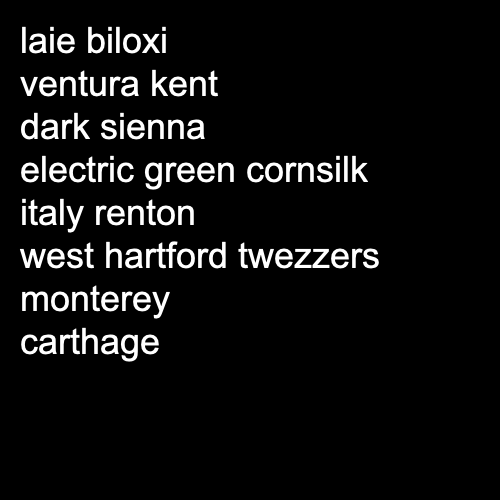 laie biloxi
ventura kent
dark sienna
electric green cornsilk
italy renton
west hartford twezzers
monterey
carthage